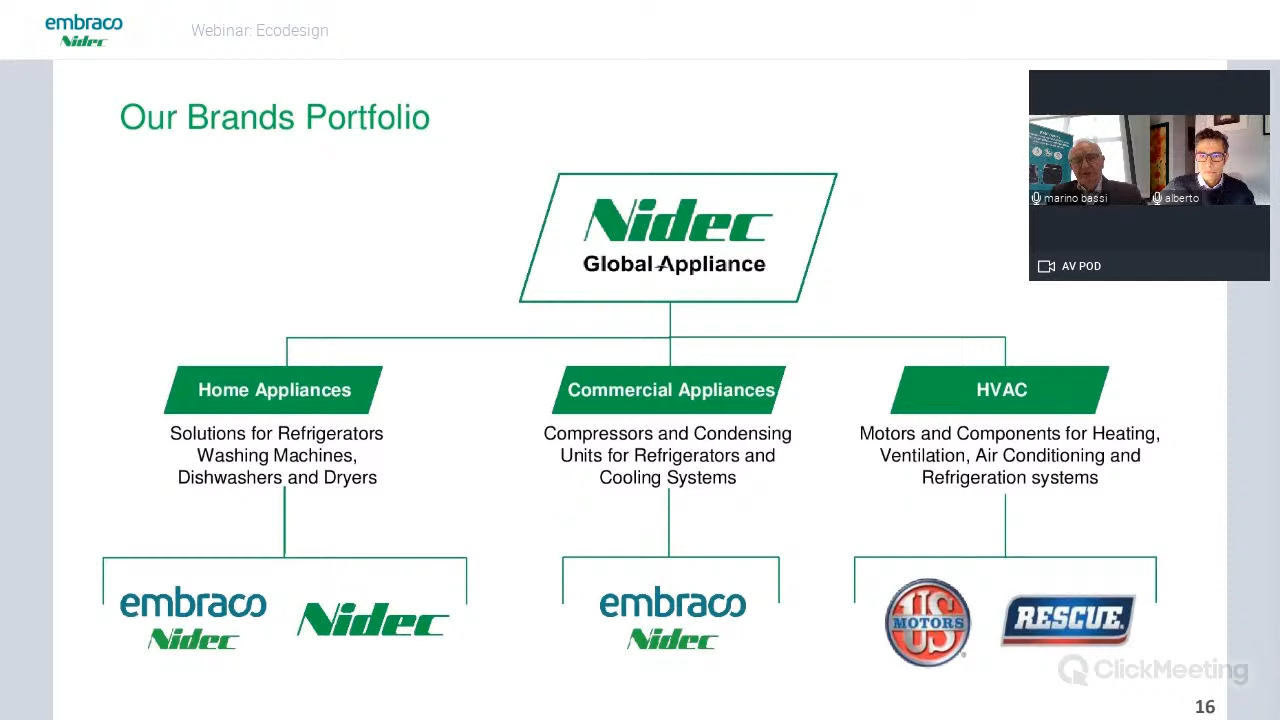 embraco
Nidec
Webinar: Ecodesign
Our Brands Portfolio
marino bassi
alberto
AV POD
Nidec
Global Appliance
Home Appliances
Commercial Appliances
HVAC
Solutions for Refrigerators
Washing Machines,
Dishwashers and Dryers
Compressors and Condensing
Units for Refrigerators and
Cooling Systems
Motors and Components for Heating,
Ventilation, Air Conditioning and
Refrigeration systems
embraco
Nidec
Nidec
embraco
Nidec
US
MOTORS
®
RESCUE.
ClickMeeting
16